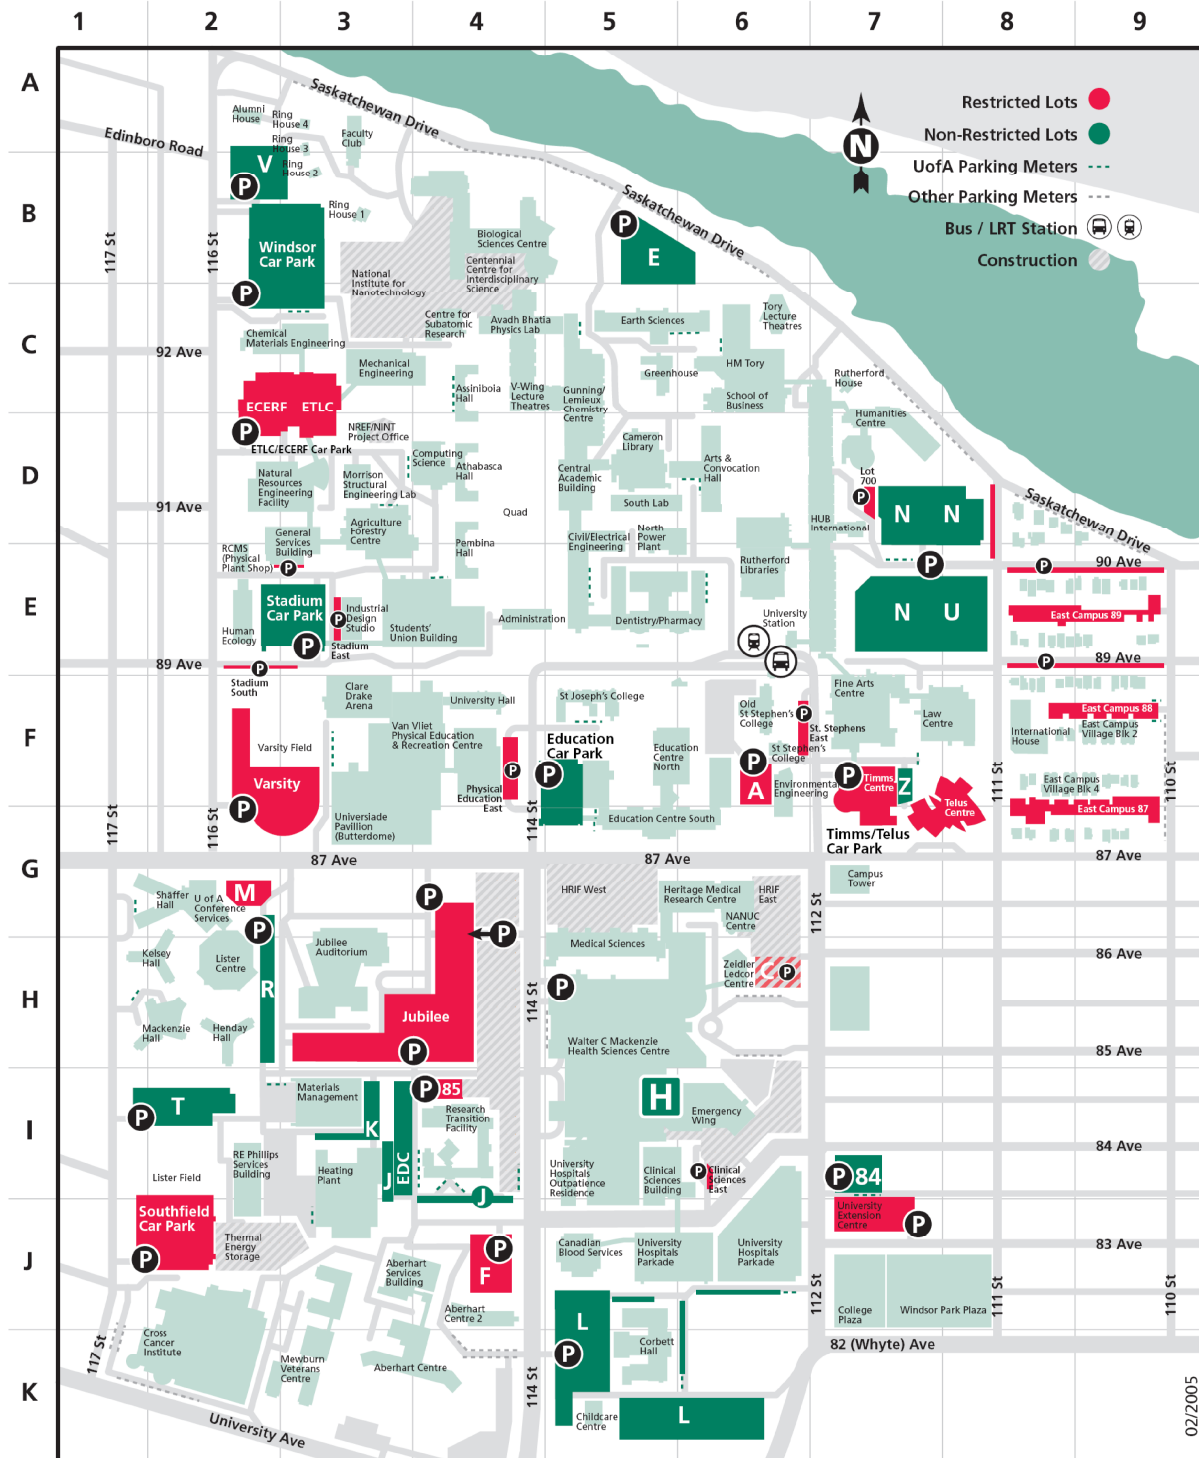 1 2 3 4 5 6 7 8 9
A
B
C
D
E
F
G
H
I
J
K
Restricted Lots
Non-Restricted Lots
UofA Parking Meters
Other Parking Meters
Bus / LRT Station
Construction
N
Saskatchewan Drive
Edinboro Road
Alumni
House
Ring
House 4
Ring
House 3
Ring
House 2
Faculty
Club
V
P
Ring
House 1
Windsor
Car Park
P
117 St
116 St
Biological
Sciences Centre
Centennial
Centre for
Interdisciplinary
Science
National
Institute for
Nanotechnology
Saskatchewan Drive
P
E
Centre for
Subatomic
Research
Avadh Bhatia
Physics Lab
Earth Sciences
Tory
Lecture
Theatres
Chemical
Materials Engineering
92 Ave
Mechanical
Engineering
Assiniboia
Hall
V-Wing
Lecture
Theatres
Gunning/
Lemieux
Chemistry
Centre
Greenhouse
HM Tory
School of
Business
Rutherford
House
Humanities
Centre
ECERF ETLC
P
ETLC/ECERF Car Park
NREF/NINT
Project Office
Computing
Science
Athabasca
Hall
Natural
Resources
Engineering
Facility
Morrison
Structural
Engineering Lab
Central
Academic
Building
Cameron
Library
Arts &
Convocation
Hall
South Lab
Lot
700
P
N N
Saskatchewan Drive
91 Ave
Quad
HUB
International
General
Services
Building
Agriculture
Forestry
Centre
Pembina
Hall
Civil/Electrical
Engineering
North
Power
Plant
Rutherford
Libraries
RCMS
(Physical
Plant Shop)
P
P
P
90 Ave
Stadium
Car Park
P
P
Industrial
Design
Studio
Stadium
East
Human
Ecology
Students'
Union Building
Administration
Dentistry/Pharmacy
University
Station
N U
East Campus 89
89 Ave
P
Stadium
South
P
89 Ave
Clare
Drake
Arena
University Hall
St Joseph's College
Old
St Stephen's
College
P
St. Stephens
East
St Stephen's
College
Fine Arts
Centre
Law
Centre
International
House
East Campus 88
East Campus
Village Blk 2
Varsity Field
Van Vliet
Physical Education
& Recreation Centre
Education
Car Park
P
P
Physical
Education
East
Education
Centre
North
Varsity
P
P
A
Environmental
Engineering
P
Timms
Centre
Z
Telus
Centre
East Campus
Village Blk 4
East Campus 87
111 St
110 St
117 St
116 St
Universiade
Pavillion
(Butterdome)
114 St
Education Centre South
Timms/Telus
Car Park
87 Ave
87 Ave
87 Ave
Shaffer
Hall
U of A
Conference
Services
M
P
P
P
HRIF West
Heritage Medical
Research Centre
HRIF
East
NANUC
Centre
112 St
Campus
Tower
Kelsey
Hall
Lister
Centre
R
Jubilee
Auditorium
Medical Sciences
Zeidler
Ledcor
Centre
C
P
86 Ave
Mackenzie
Hall
Henday
Hall
Jubilee
P
114 St
P
Walter C Mackenzie
Health Sciences Centre
85 Ave
T
P
Materials
Management
K
P
85
Research
Transition
Facility
H
Emergency
Wing
84 Ave
Lister Field
RE Phillips
Services
Building
Heating
Plant
J
EDC
J
University
Hospitals
Outpatience
Residence
Clinical
Sciences
Building
P
Clinical
Sciences
East
P
84
Southfield
Car Park
P
Thermal
Energy
Storage
University
Extension
Centre
P
83 Ave
Aberhart
Services
Building
P
F
Canadian
Blood Services
University
Hospitals
Parkade
University
Hospitals
Parkade
Aberhart
Centre 2
L
P
112 St
College
Plaza
Windsor Park Plaza
111 St
110 St
117 St
Cross
Cancer
Institute
Mewburn
Veterans
Centre
Aberhart Centre
114 St
Corbett
Hall
82 (Whyte) Ave
University Ave
Childcare
Centre
L
02/2005